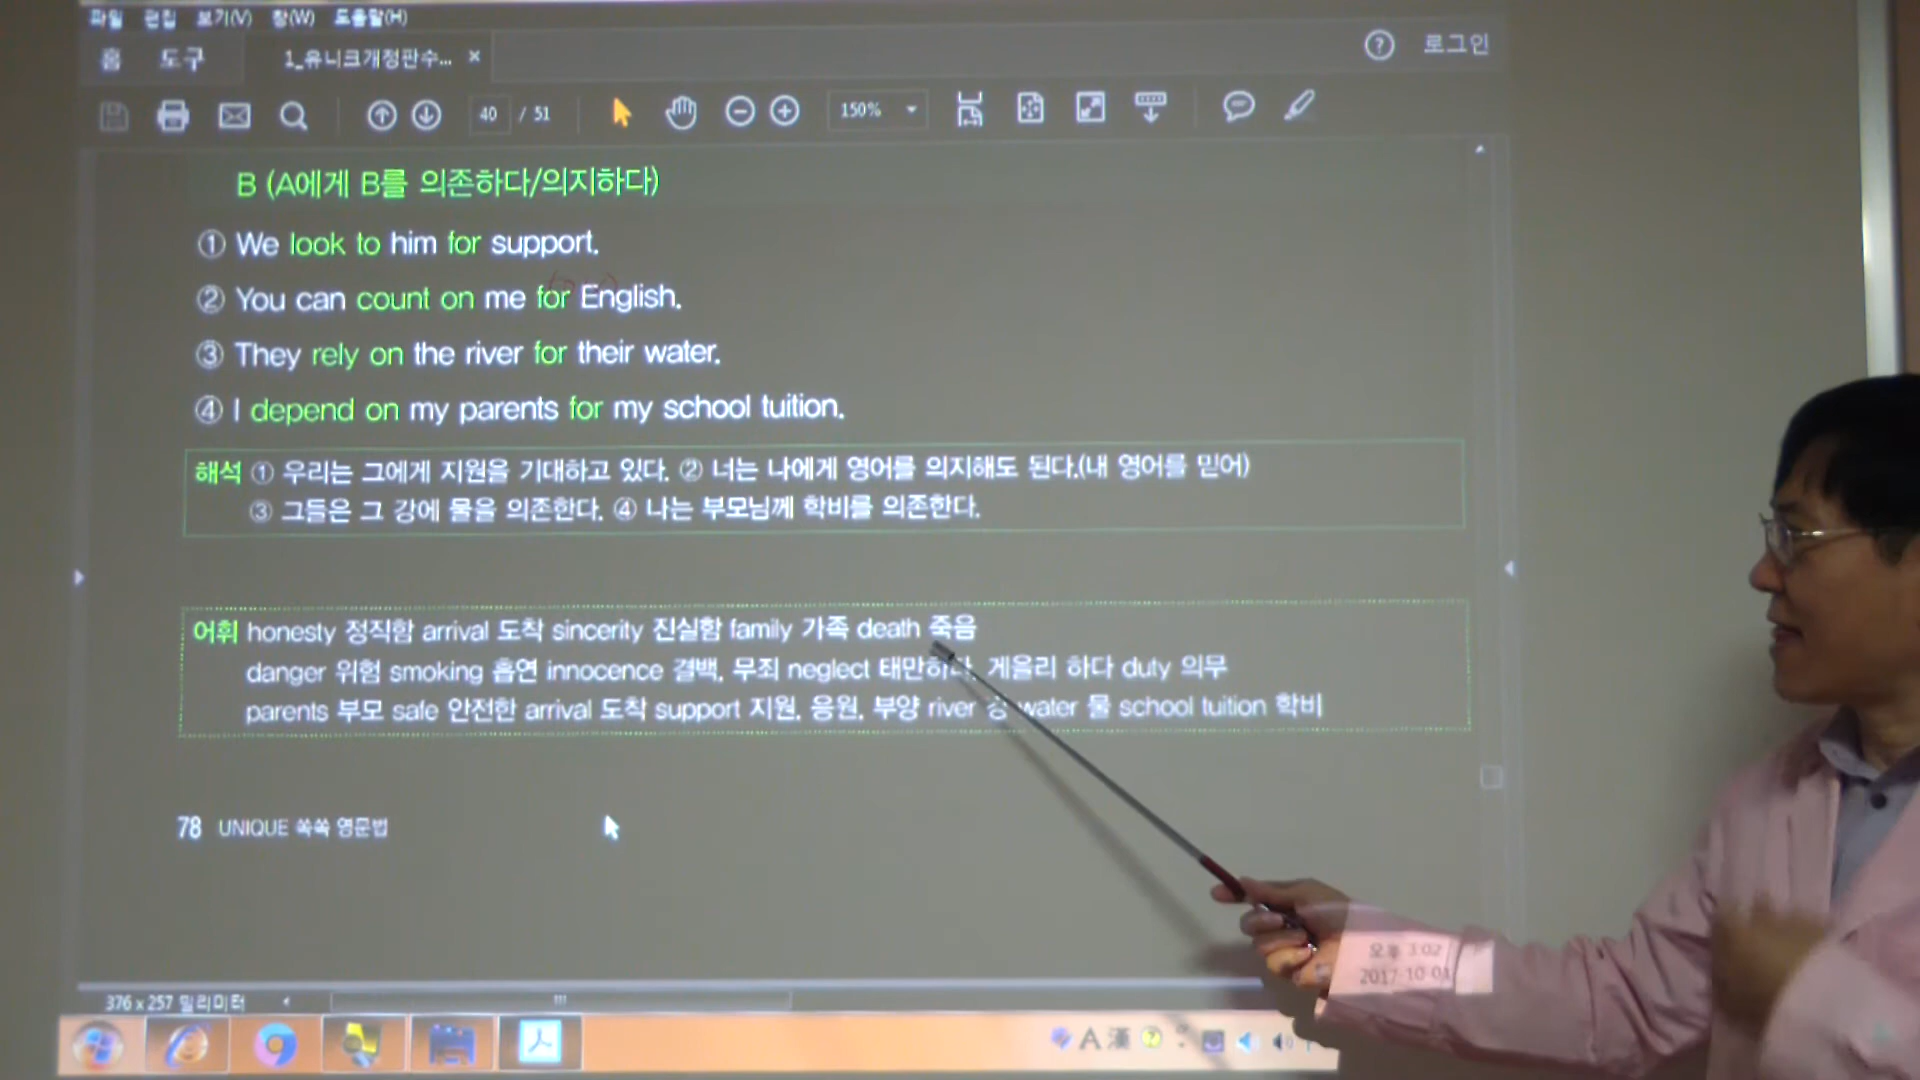 파일 편집 보기(V) 창(W) 도움말(H)
홈 도구 1_유니크개정판수... × ? 로그인
40 / 51 150%
B (A에게 B를 의존하다/의지하다)
① We look to him for support.
② You can count on me for English.
③ They rely on the river for their water.
④ I depend on my parents for my school tuition.
해석 ① 우리는 그에게 지원을 기대하고 있다. ② 너는 나에게 영어를 의지해도 된다.(내 영어를 믿어)
③ 그들은 그 강에 물을 의존한다. ④ 나는 부모님께 학비를 의존한다.
어휘 honesty 정직함 arrival 도착 sincerity 진실함 family 가족 death 죽음
danger 위험 smoking 흡연 innocence 결백, 무죄 neglect 태만하다, 게을리 하다 duty 의무
parents 부모 safe 안전한 arrival 도착 support 지원, 응원, 부양 river 강 water 물 school tuition 학비
78 UNIQUE 쏙쏙 영문법
376 x 257 밀리미터
A 漢 ?
오후 3:02
2017-10-01